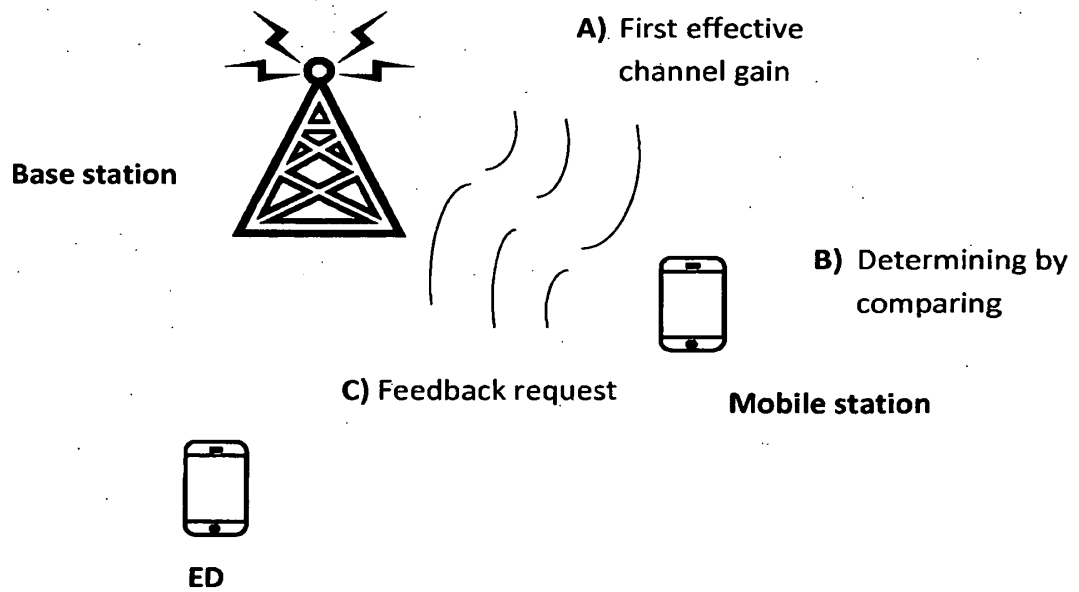 A) First effective
channel gain
Base station
B) Determining by
comparing
C) Feedback request
Mobile station
ED